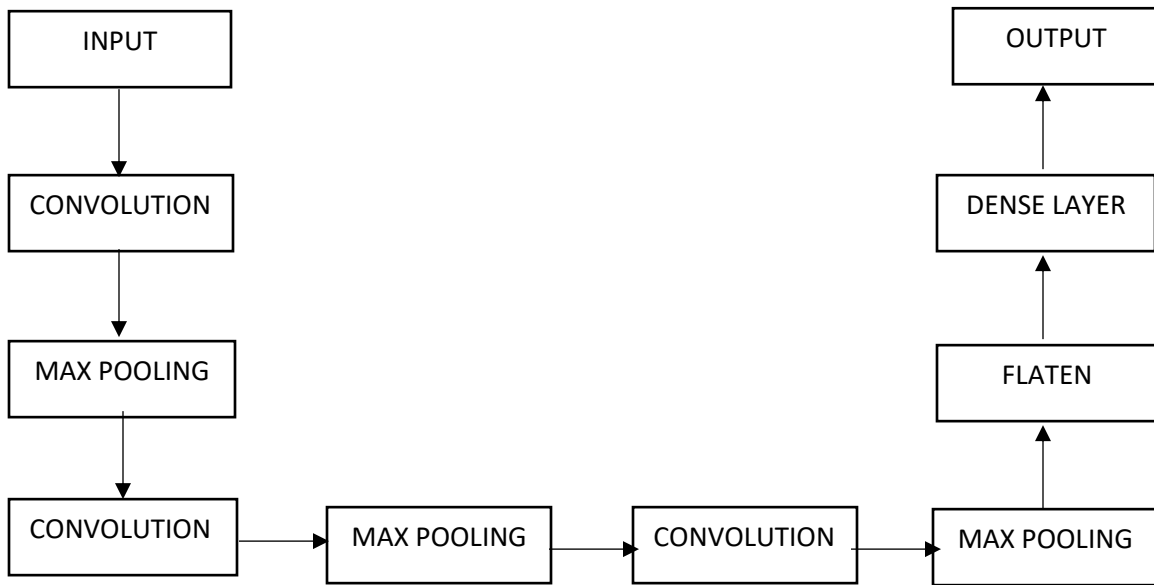 INPUT
CONVOLUTION
MAX POOLING
CONVOLUTION
MAX POOLING
CONVOLUTION
MAX POOLING
FLATEN
DENSE LAYER
OUTPUT